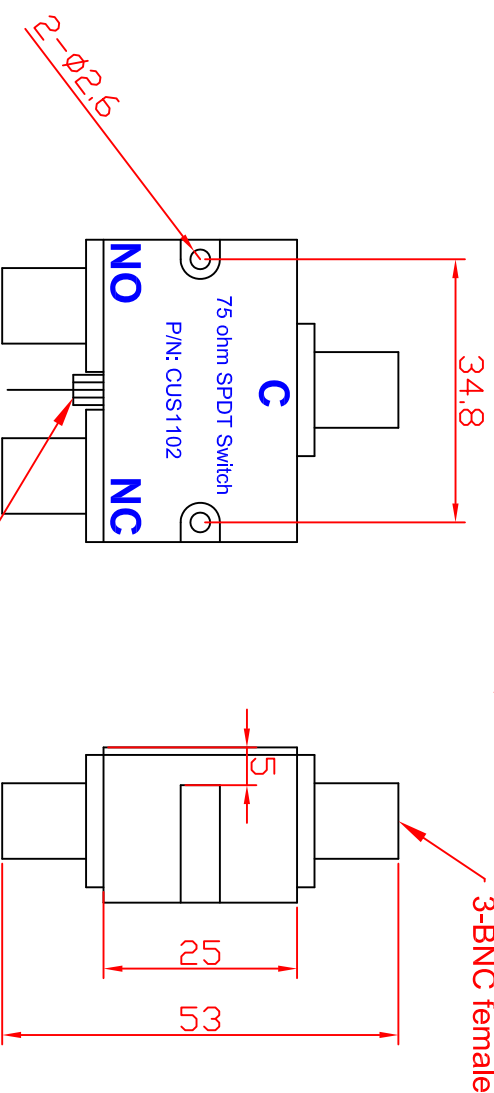 2-φ2.6
34.8
C
75 ohm SPDT Switch
P/N: CUS1102
NO
NC
3-BNC female
5
25
53